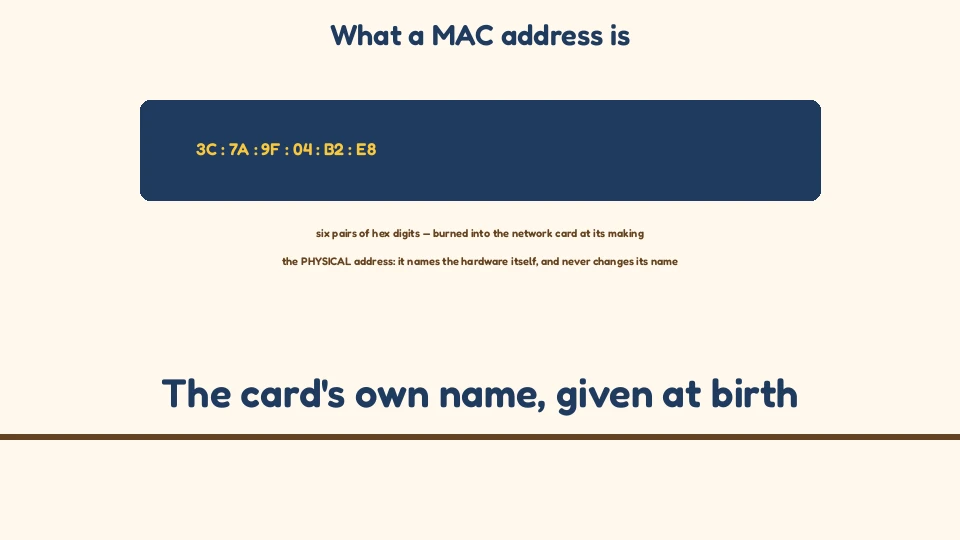 What a MAC address is
3C : 7A : 9F : 04 : B2 : E8
six pairs of hex digits — burned into the network card at its making
the PHYSICAL address: it names the hardware itself, and never changes its name
The card's own name, given at birth